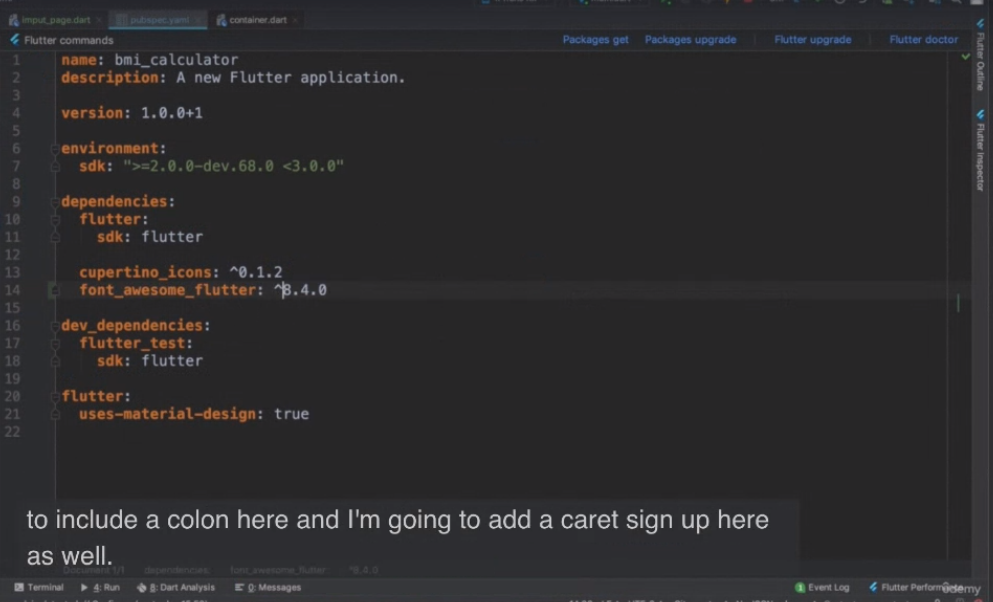 imput_page.dart
pubspec.yaml
container.dart
Flutter commands
Packages get
Packages upgrade
Flutter upgrade
Flutter doctor
1 name: bmi_calculator
2 description: A new Flutter application.
3
4 version: 1.0.0+1
5
6 environment:
7 sdk: ">=2.0.0-dev.68.0 <3.0.0"
8
9 dependencies:
10 flutter:
11 sdk: flutter
12
13 cupertino_icons: ^0.1.2
14 font_awesome_flutter: ^8.4.0
15
16 dev_dependencies:
17 flutter_test:
18 sdk: flutter
19
20 flutter:
21 uses-material-design: true
22
Flutter Outline
Flutter Inspector
to include a colon here and I'm going to add a caret sign up here
as well.
Document 1/1 dependencies: font_awesome_flutter: ^8.4.0
Terminal
4: Run
8: Dart Analysis
0: Messages
1 Event Log
Flutter
udemy